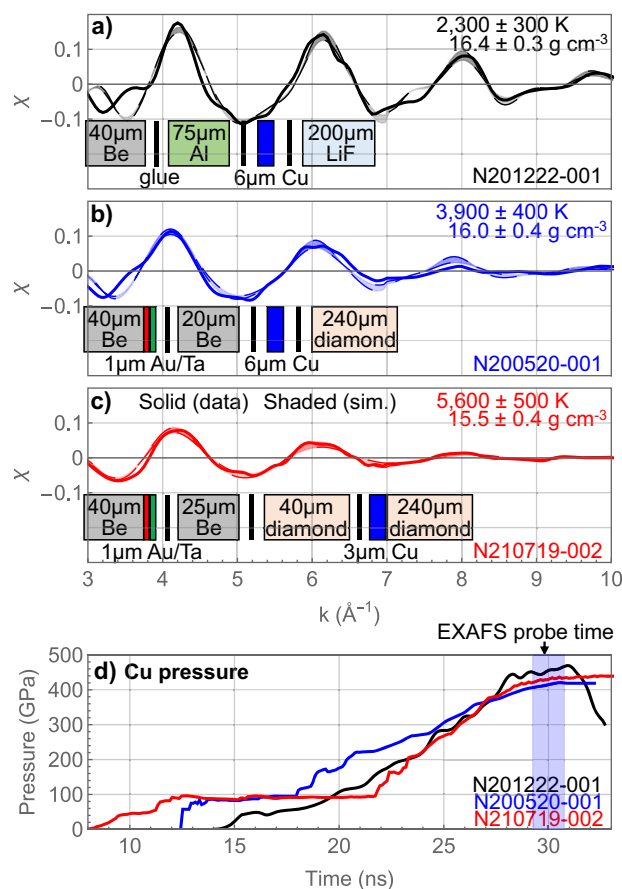 a)
2,300 ± 300 K
16.4 ± 0.3 g cm⁻³
0.1
0
−0.1
χ
40µm
Be
75µm
Al
200µm
LiF
glue
6µm Cu
N201222-001
b)
3,900 ± 400 K
16.0 ± 0.4 g cm⁻³
0.1
0
−0.1
χ
40µm
Be
20µm
Be
240µm
diamond
1µm Au/Ta
6µm Cu
N200520-001
c)
Solid (data) Shaded (sim.)
5,600 ± 500 K
15.5 ± 0.4 g cm⁻³
0.1
0
−0.1
χ
40µm
Be
25µm
Be
40µm
diamond
240µm
diamond
1µm Au/Ta
3µm Cu
N210719-002
3 4 5 6 7 8 9 10
k (Å⁻¹)
EXAFS probe time
d) Cu pressure
500
400
300
200
100
0
Pressure (GPa)
N201222-001
N200520-001
N210719-002
10 15 20 25 30
Time (ns)